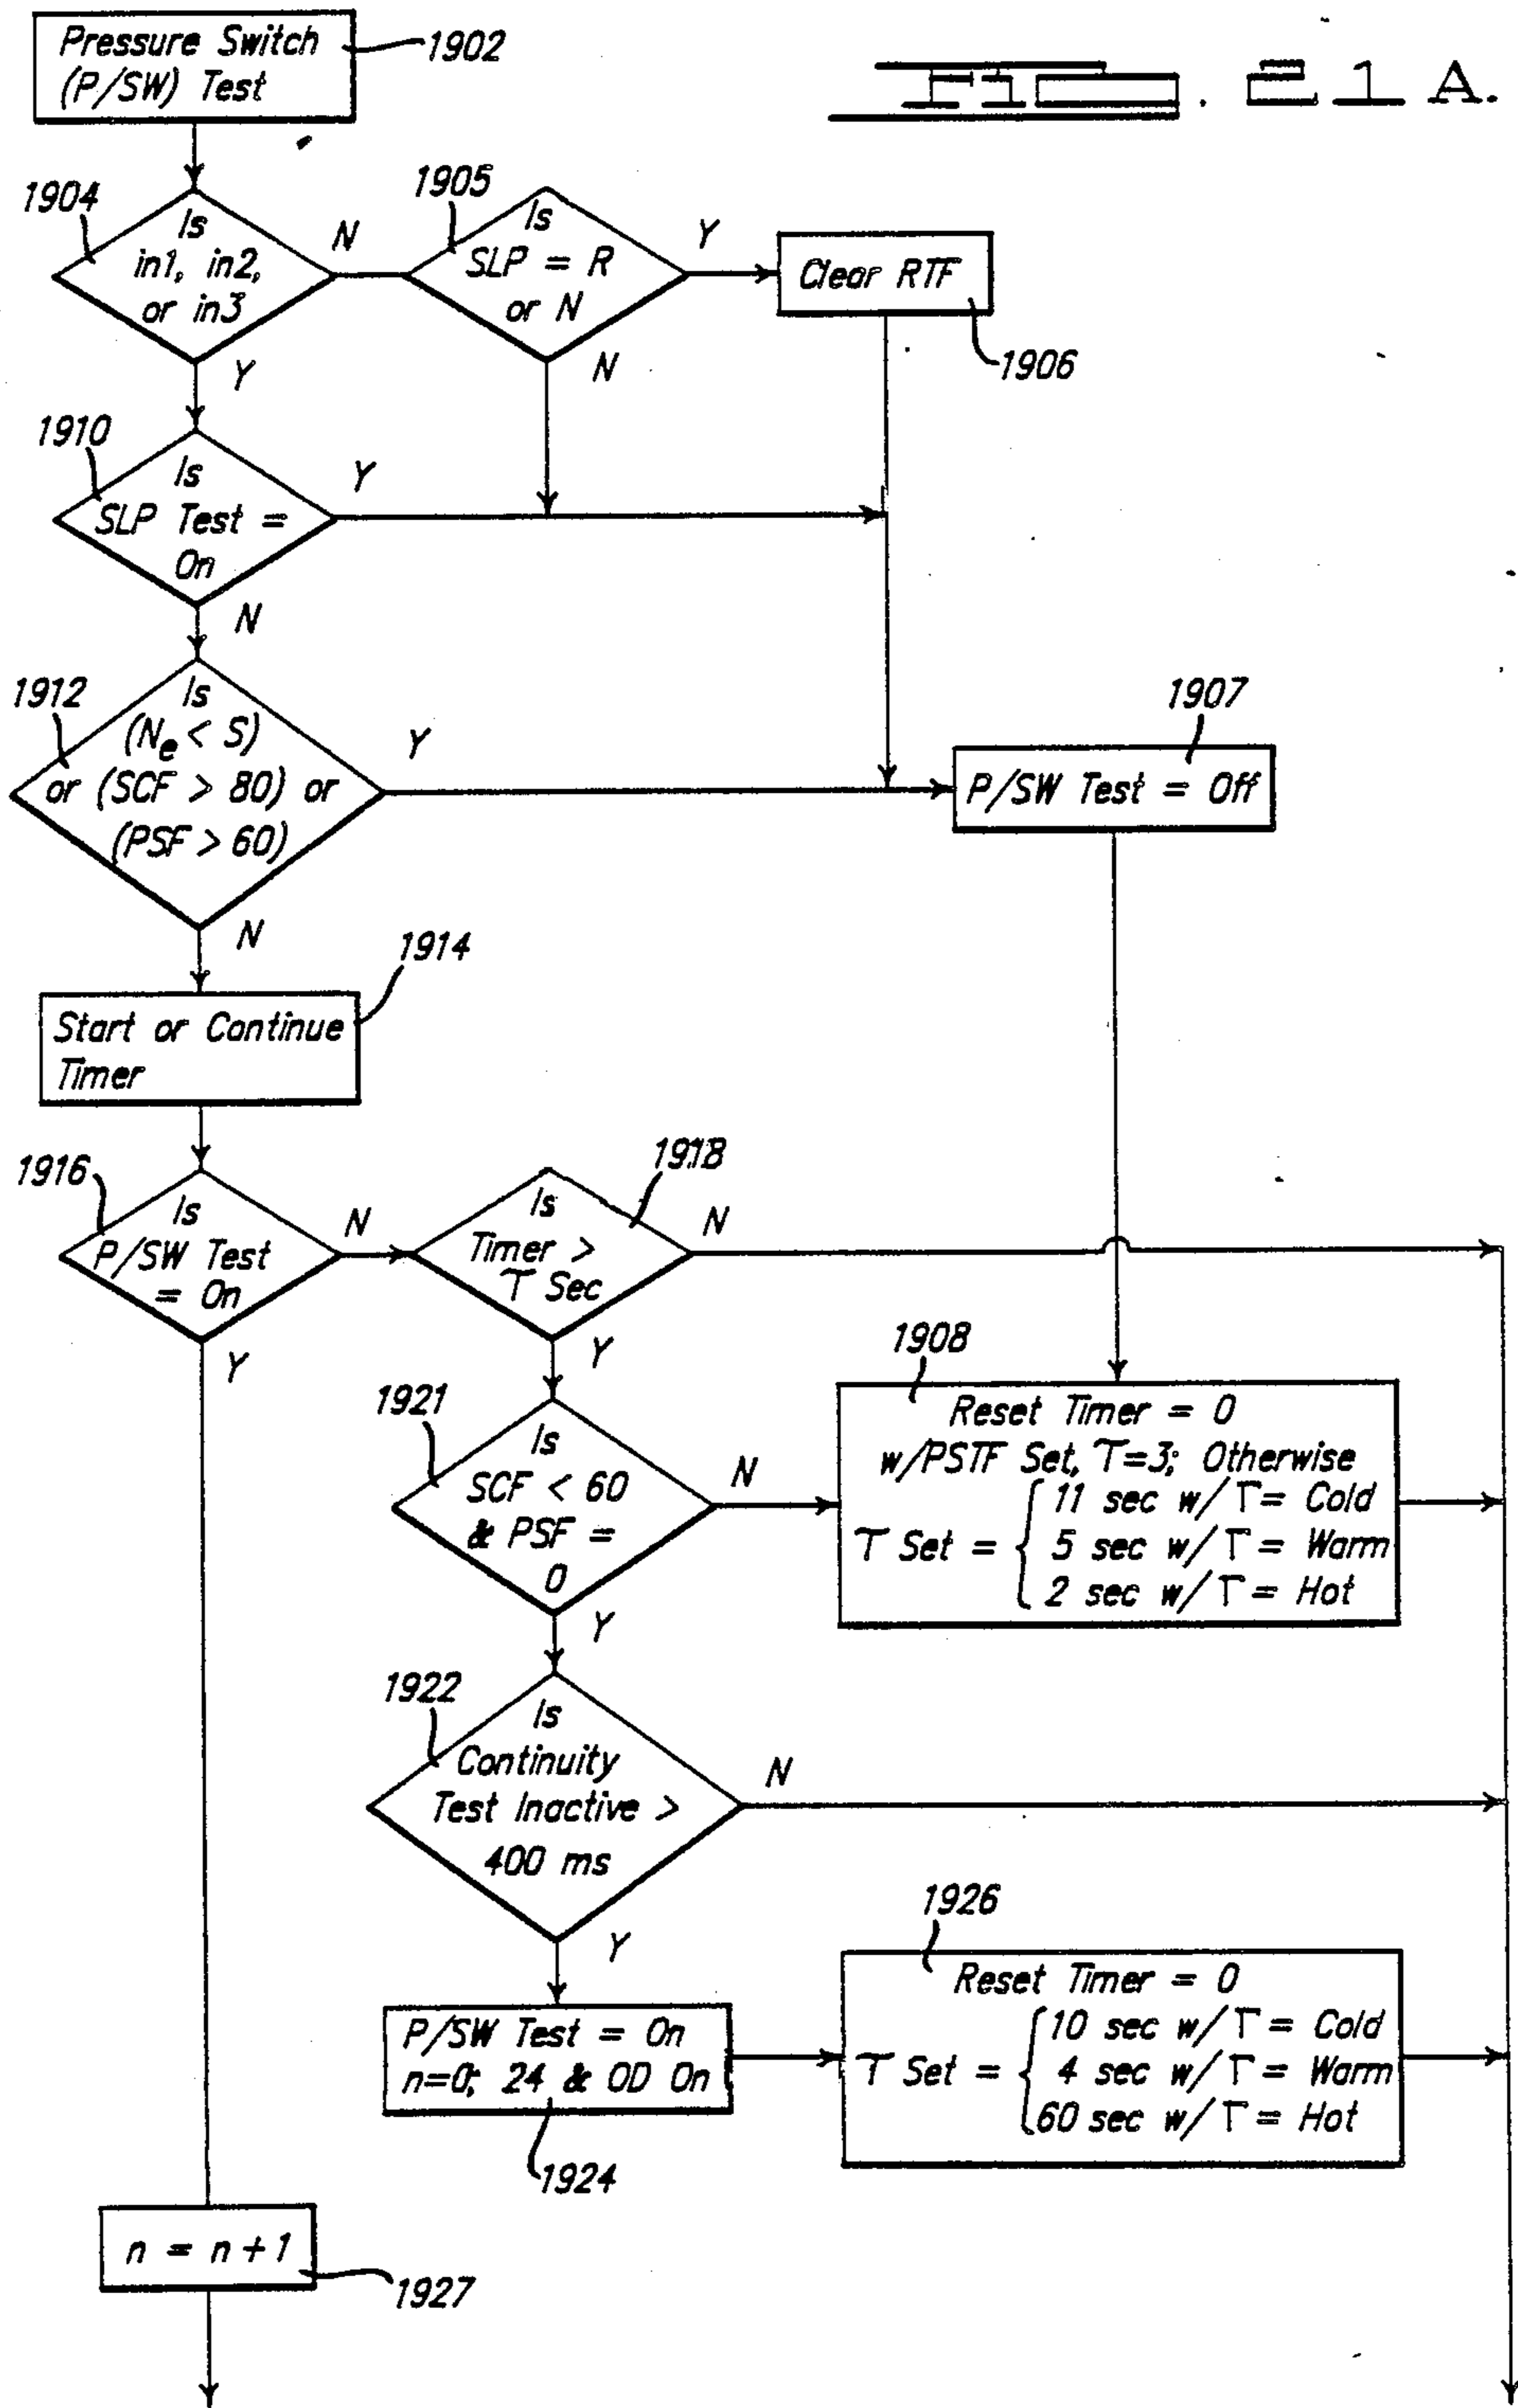 Pressure Switch
(P/SW) Test
1902
FIG. 21 A.
1904
Is
in1, in2,
or in3
N
Y
1905
Is
SLP = R
or N
Y
N
Clear RTF
1906
1910
Is
SLP Test =
On
Y
N
1912
Is
(Ne < S)
or (SCF > 80) or
(PSF > 60)
Y
N
1907
P/SW Test = Off
1914
Start or Continue
Timer
1916
Is
P/SW Test
= On
N
Y
1918
Is
Timer >
τ Sec
N
Y
1921
Is
SCF < 60
& PSF =
0
N
Y
1908
Reset Timer = 0
w/PSTF Set, τ=3; Otherwise
τ Set = { 11 sec w/ T = Cold
5 sec w/ T = Warm
2 sec w/ T = Hot
1922
Is
Continuity
Test Inactive >
400 ms
N
Y
P/SW Test = On
n=0; 24 & OD On
1924
1926
Reset Timer = 0
τ Set = { 10 sec w/ T = Cold
4 sec w/ T = Warm
60 sec w/ T = Hot
n = n+1
1927